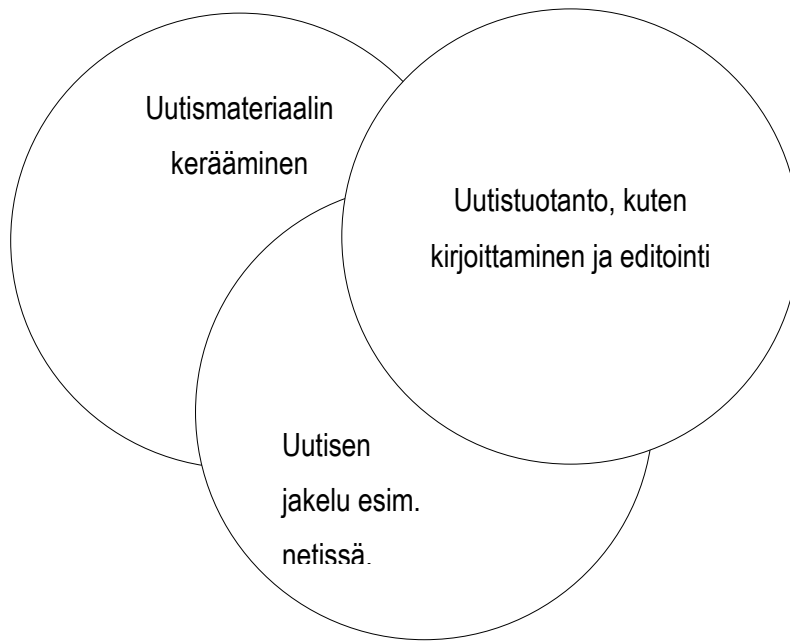 Uutismateriaalin
kerääminen
Uutistuotanto, kuten
kirjoittaminen ja editointi
Uutisen
jakelu esim.
netissä.